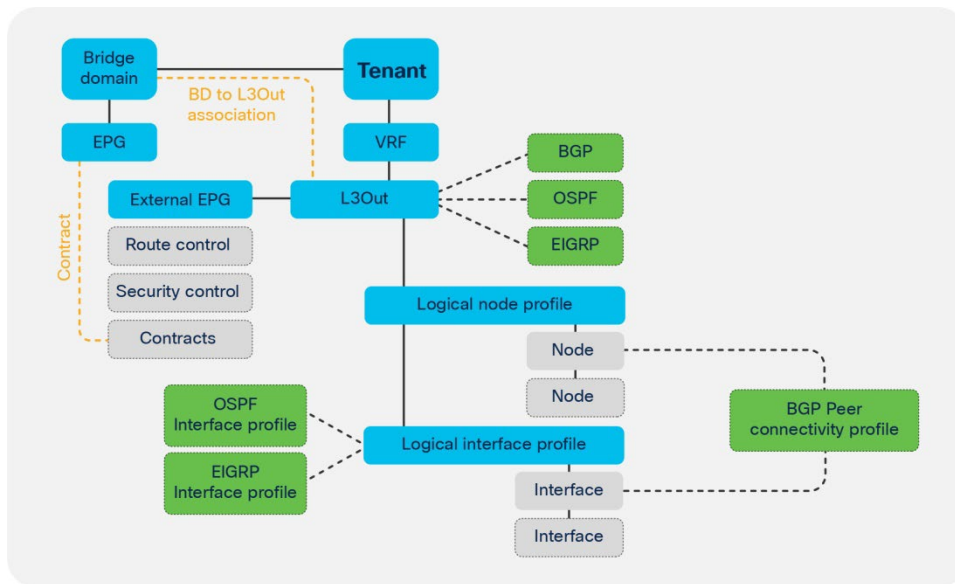 Bridge
domain
Tenant
BD to L3Out
association
EPG
VRF
BGP
External EPG
L3Out
OSPF
Route control
EIGRP
Contract
Security control
Logical node profile
Contracts
Node
Node
OSPF
Interface profile
BGP Peer
connectivity profile
Logical interface profile
EIGRP
Interface profile
Interface
Interface